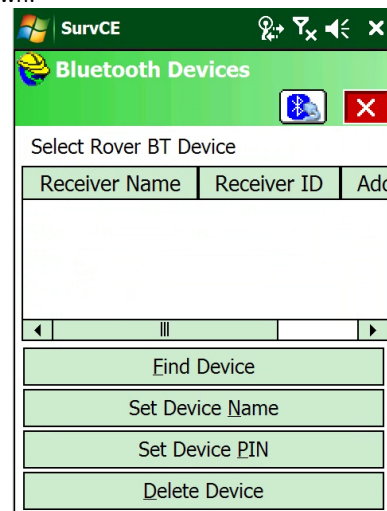 SurvCE
Bluetooth Devices
Select Rover BT Device
Receiver Name Receiver ID Add
Find Device
Set Device Name
Set Device PIN
Delete Device